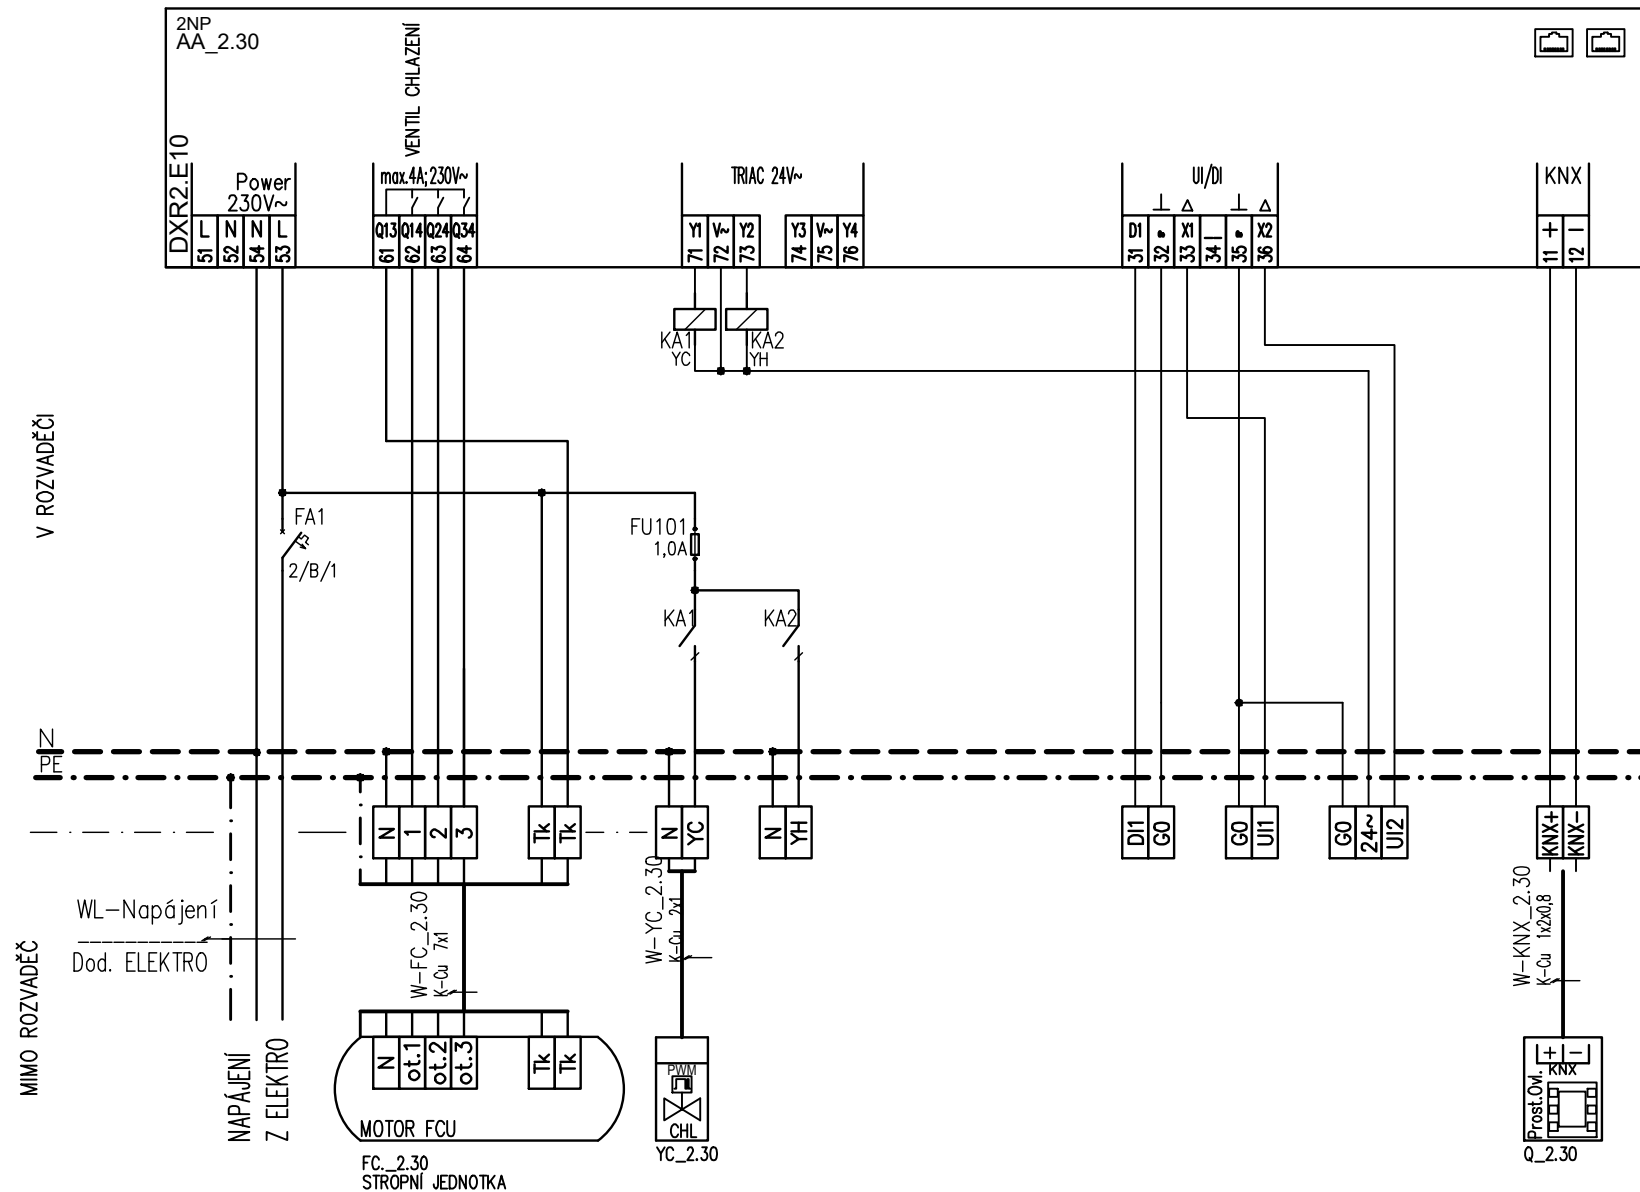 2NP
AA_2.30
DXR2.E10
VENTIL CHLAZENÍ
Power
230V~
max.4A;230V~
TRIAC 24V~
UI/DI
KNX
L N N L
51 52 54 53
Q13 Q14 Q24 Q34
61 62 63 64
Y1 V~ Y2
71 72 73
Y3 V~ Y4
74 75 76
D1 X1 X2
31 32 33 34 35 36
+ −
11 12
KA1
YC
KA2
YH
V ROZVADĚČI
FA1
2/B/1
FU101
1,0A
KA1
KA2
N
PE
N 1 2 3
Tk Tk
N YC
N YH
DI1 G0
G0 UI1
G0 24~ UI2
KNX+ KNX−
MIMO ROZVADĚČ
WL−Napájení
Dod. ELEKTRO
NAPÁJENÍ
Z ELEKTRO
W−FC_2.30
K−Cu 7x1
W−YC_2.30
K−Cu 2x1
W−KNX_2.30
K−Cu 1x2x0,8
N ot.1 ot.2 ot.3
Tk Tk
MOTOR FCU
FC._2.30
STROPNÍ JEDNOTKA
PWM
CHL
YC_2.30
+ −
KNX
Prost.Ovl.
Q_2.30